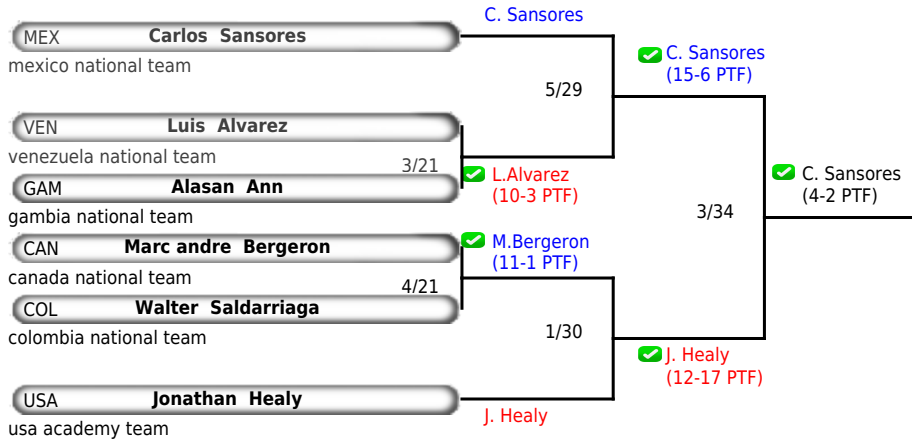 C. Sansores
MEX Carlos Sansores
mexico national team
C. Sansores
(15-6 PTF)
5/29
VEN Luis Alvarez
venezuela national team
3/21
GAM Alasan Ann
L.Alvarez
(10-3 PTF)
gambia national team
C. Sansores
(4-2 PTF)
3/34
CAN Marc andre Bergeron
M.Bergeron
(11-1 PTF)
canada national team
4/21
COL Walter Saldarriaga
colombia national team
1/30
J. Healy
(12-17 PTF)
USA Jonathan Healy
J. Healy
usa academy team